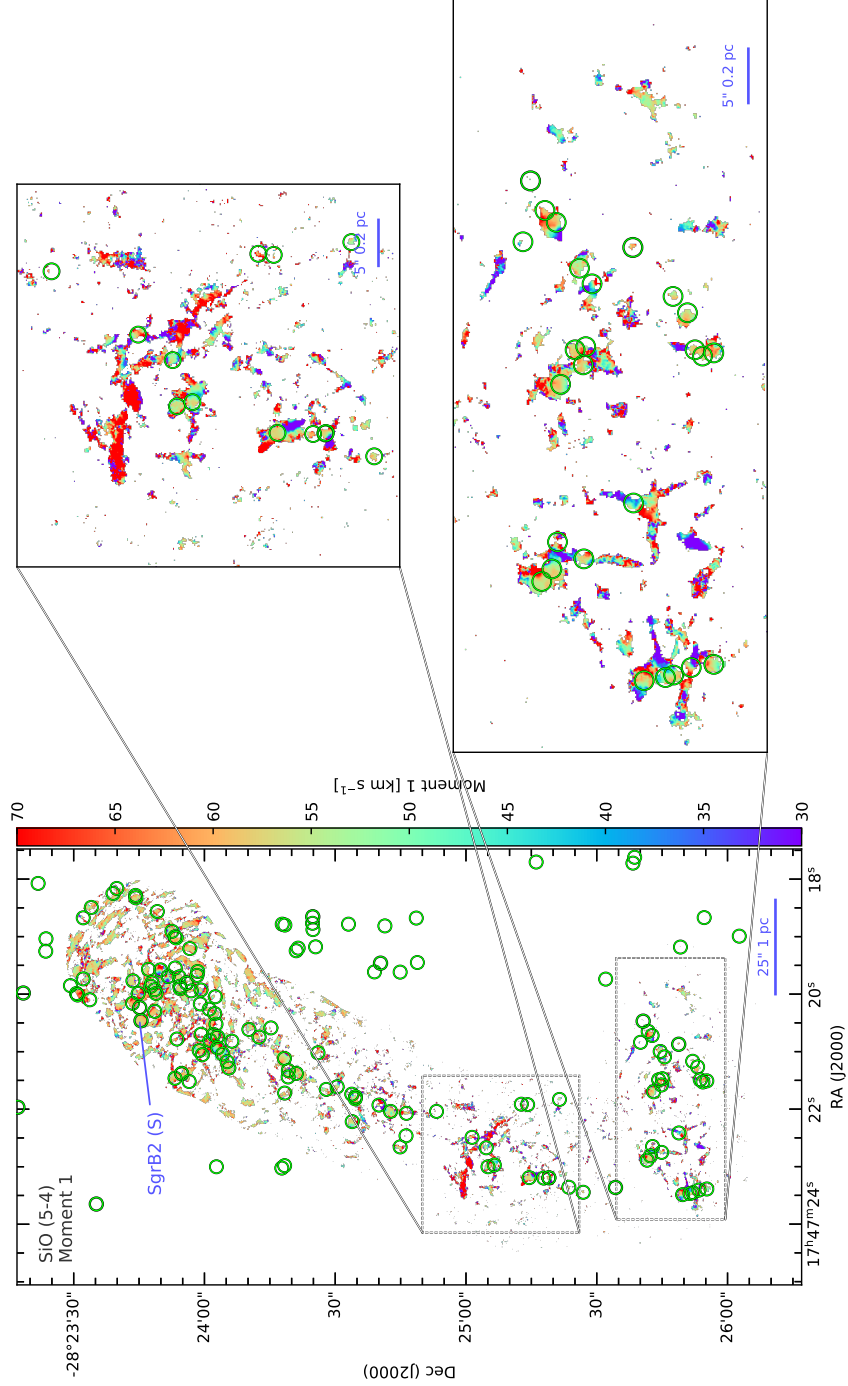 SiO (5-4)
Moment 1
SgrB2 (S)
25" 1 pc
5" 0.2 pc
5" 0.2 pc
-28°23'30"
24'00"
30"
25'00"
30"
26'00"
Dec (J2000)
17ʰ47ᵐ24ˢ
22ˢ
20ˢ
18ˢ
RA (J2000)
70
65
60
55
50
45
40
35
30
Moment 1 [km s⁻¹]